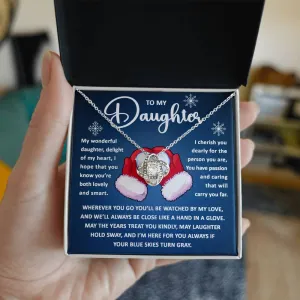 TO MY
Daughter
My wonderful
daughter, delight
of my heart, I
hope that you
know you're
both lovely
and smart.
I cherish you
dearly for the
person you are,
You have passion
and caring
that will
carry you far.
WHEREVER YOU GO YOU'LL BE WATCHED BY MY LOVE,
AND WE'LL ALWAYS BE CLOSE LIKE A HAND IN A GLOVE.
MAY THE YEARS TREAT YOU KINDLY, MAY LAUGHTER
HOLD SWAY, AND I'M HERE FOR YOU ALWAYS IF
YOUR BLUE SKIES TURN GRAY.